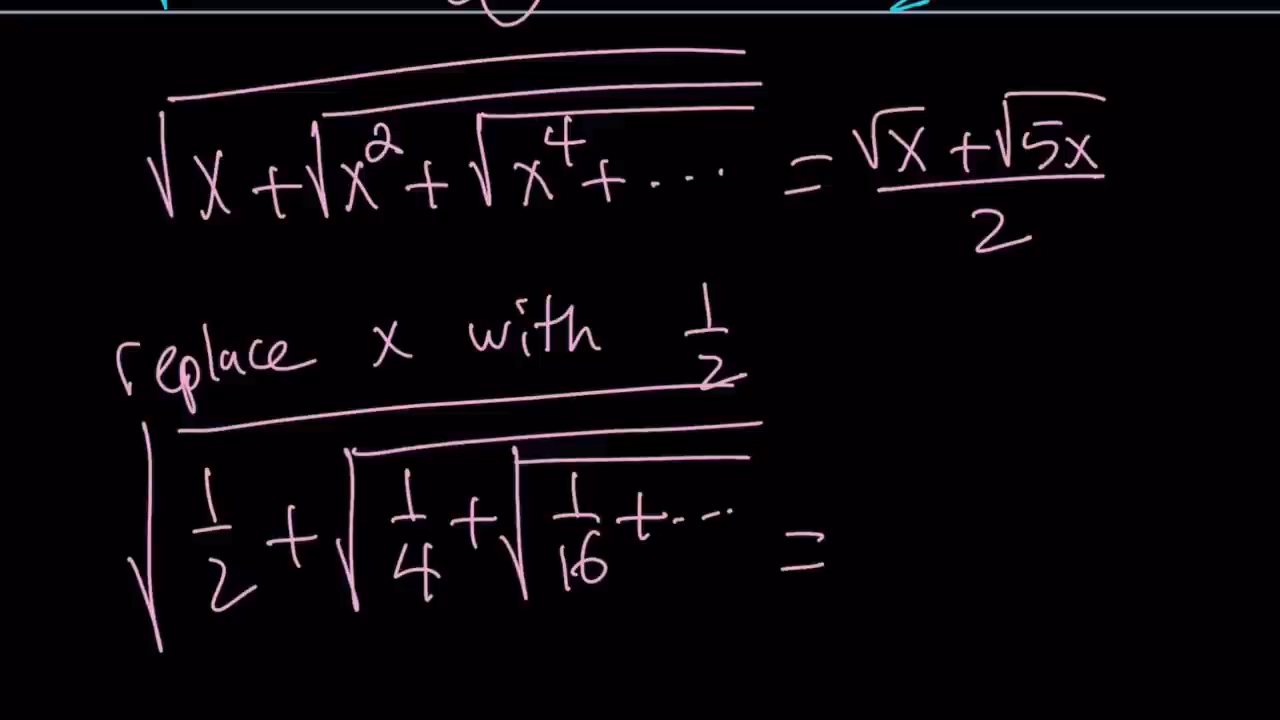 √(x + √(x² + √(x⁴ + ··· = (√x + √5x)/2
replace x with 1/2
√(1/2 + √(1/4 + √(1/16 + ··· =